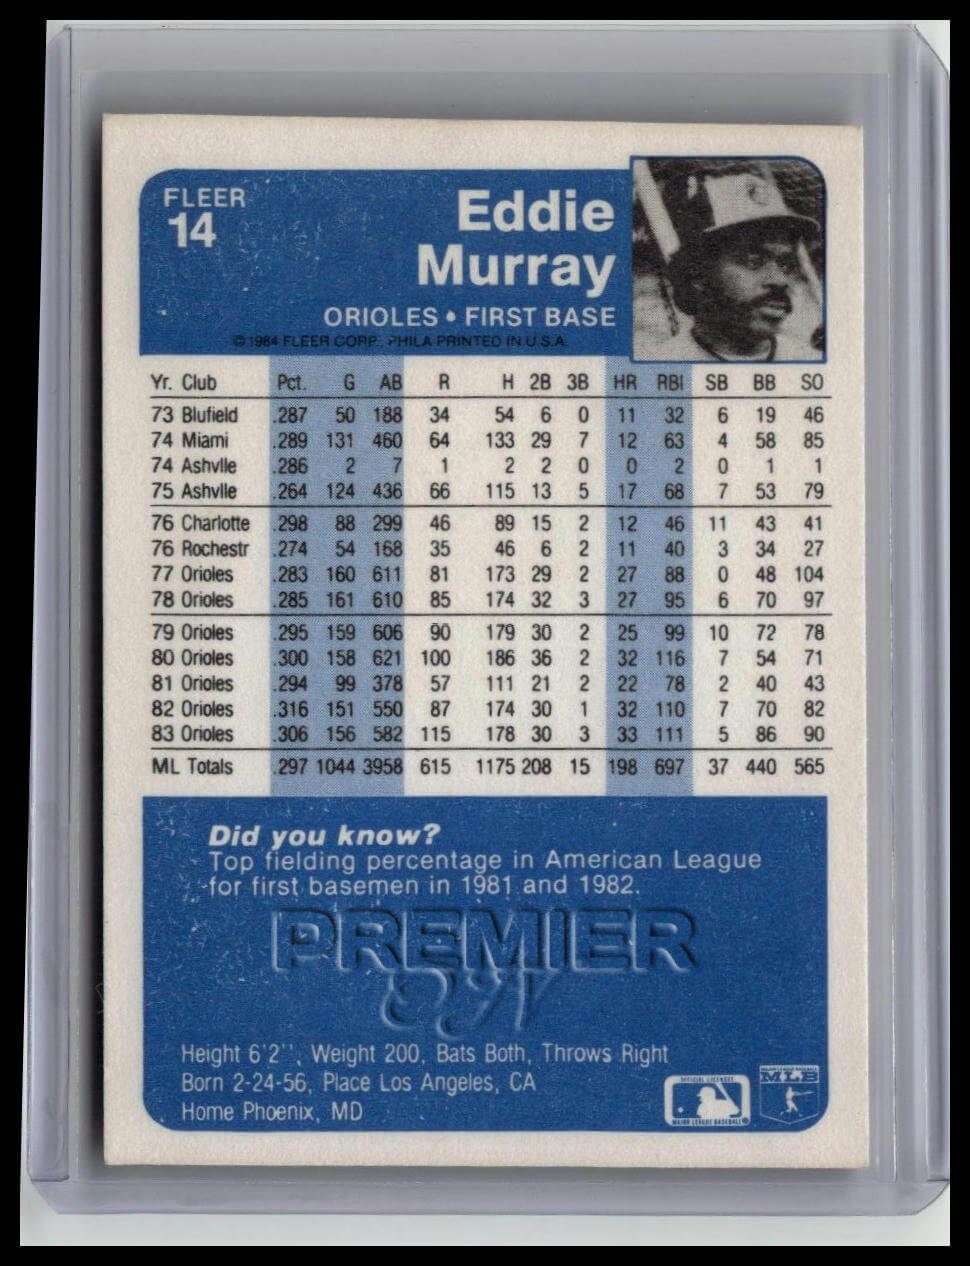 FLEER
14
Eddie
Murray
ORIOLES • FIRST BASE
© 1984 FLEER CORP., PHILA PRINTED IN U.S.A.
Yr. Club Pct. G AB R H 2B 3B HR RBI SB BB SO
73 Blufield .287 50 188 34 54 6 0 11 32 6 19 46
74 Miami .289 131 460 64 133 29 7 12 63 4 58 85
74 Ashvlle .286 2 7 1 2 2 0 0 2 0 1 1
75 Ashvlle .264 124 436 66 115 13 5 17 68 7 53 79
76 Charlotte .298 88 299 46 89 15 2 12 46 11 43 41
76 Rochestr .274 54 168 35 46 6 2 11 40 3 34 27
77 Orioles .283 160 611 81 173 29 2 27 88 0 48 104
78 Orioles .285 161 610 85 174 32 3 27 95 6 70 97
79 Orioles .295 159 606 90 179 30 2 25 99 10 72 78
80 Orioles .300 158 621 100 186 36 2 32 116 7 54 71
81 Orioles .294 99 378 57 111 21 2 22 78 2 40 43
82 Orioles .316 151 550 87 174 30 1 32 110 7 70 82
83 Orioles .306 156 582 115 178 30 3 33 111 5 86 90
ML Totals .297 1044 3958 615 1175 208 15 198 697 37 440 565
Did you know?
Top fielding percentage in American League
for first basemen in 1981 and 1982.
PREMIER
Height 6'2'', Weight 200, Bats Both, Throws Right
Born 2-24-56, Place Los Angeles, CA
Home Phoenix, MD
OFFICIAL LICENSEE
MAJOR LEAGUE BASEBALL
MLB